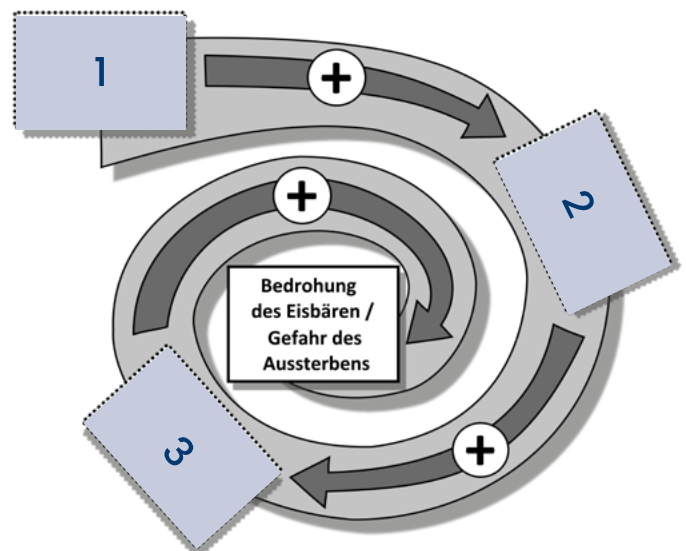 1
+
2
+
Bedrohung
des Eisbären /
Gefahr des
Aussterbens
3
+